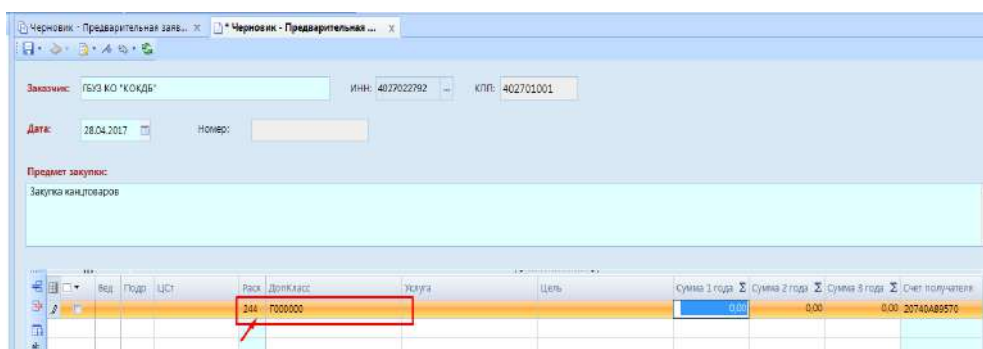 Черновик - Предварительная заяв... x * Черновик - Предварительная ... x
Заказчик: ГБУЗ КО "КОКДБ" ИНН: 4027022792 ... КПП: 402701001
Дата: 28.04.2017 Номер:
Предмет закупки:
Закупка канцтоваров
Вед Подр ЦСт Расх ДопКласс Услуга Цель Сумма 1 года Σ Сумма 2 года Σ Сумма 3 года Σ Счет получателя
244 Г000000 0,00 0,00 0,00 20740А89570